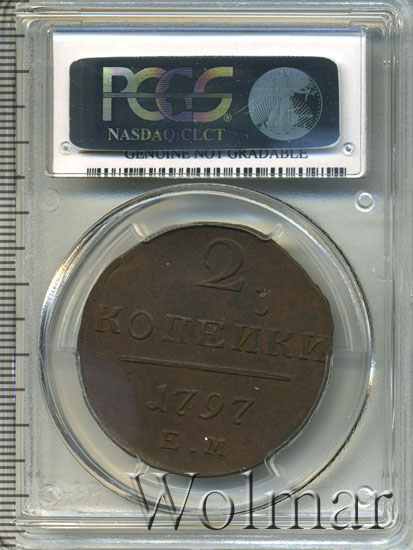 PCGS
NASDAQ:CLCT
GENUINE NOT GRADABLE
2
КОПЕЙКИ
1797
Е.М
Wolmar